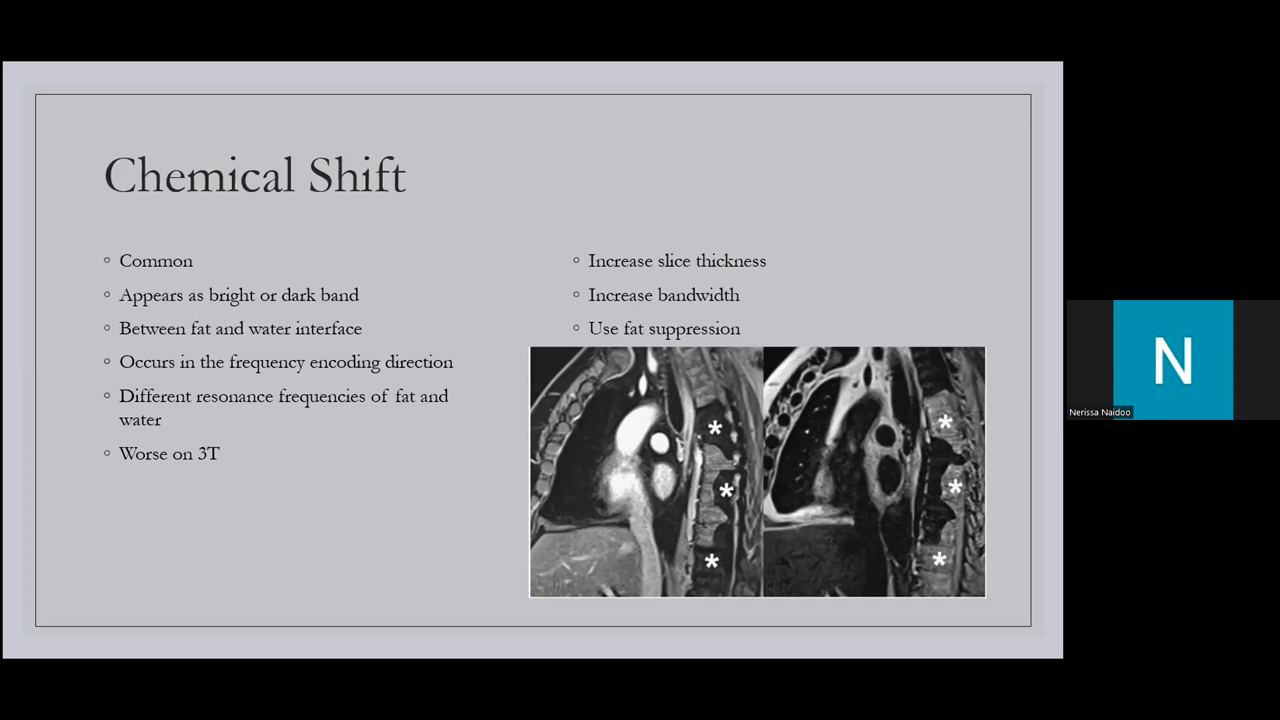 Chemical Shift
Common
Appears as bright or dark band
Between fat and water interface
Occurs in the frequency encoding direction
Different resonance frequencies of fat and
water
Worse on 3T
Increase slice thickness
Increase bandwidth
Use fat suppression
* *
* *
* *
N
Nerissa Naidoo